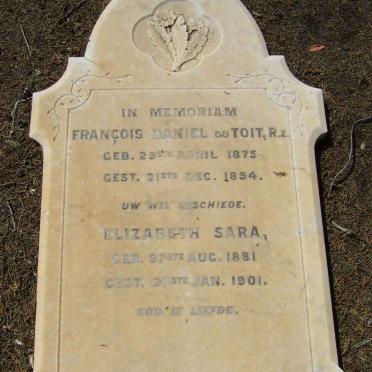 IN MEMORIAM
FRANÇOIS DANIEL DU TOIT, R.Z.
GEB. 29STE APRIL 1875
GEST. 21STE DEC. 1894.
UW WIL GESCHIEDE.
ELIZABETH SARA,
GEB. 27STE AUG. 1881
GEST. JAN. 1901.
GOD IS LIEFDE.